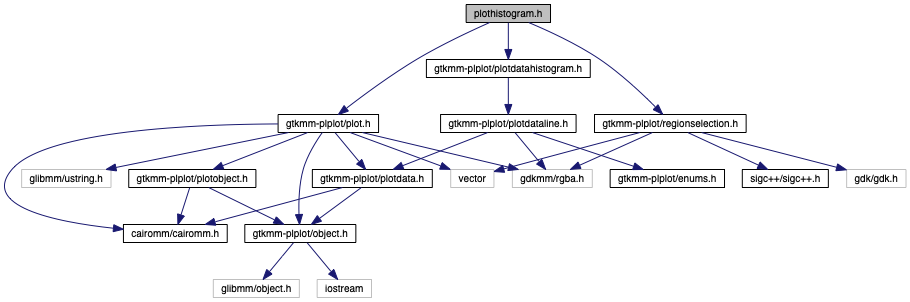 plothistogram.h
gtkmm-plplot/plotdatahistogram.h
gtkmm-plplot/plot.h
gtkmm-plplot/plotdataline.h
gtkmm-plplot/regionselection.h
glibmm/ustring.h
gtkmm-plplot/plotobject.h
gtkmm-plplot/plotdata.h
vector
gdkmm/rgba.h
gtkmm-plplot/enums.h
sigc++/sigc++.h
gdk/gdk.h
cairomm/cairomm.h
gtkmm-plplot/object.h
glibmm/object.h
iostream